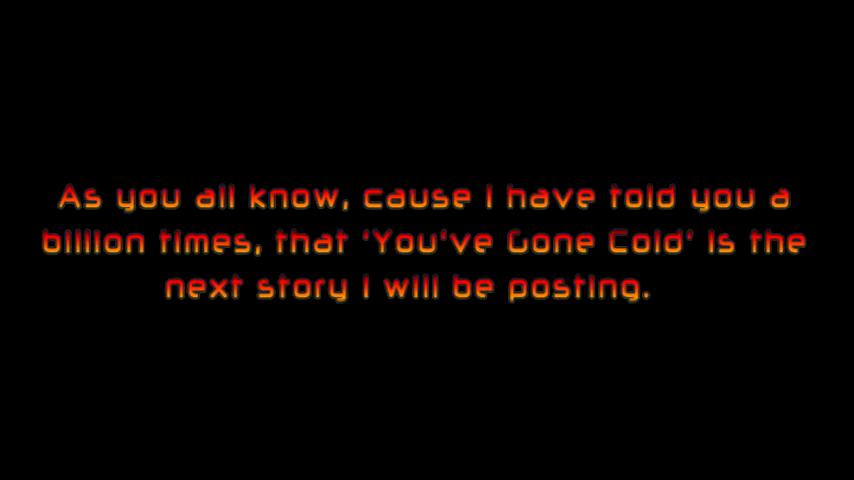 As you all know, cause I have told you a
billion times, that 'You've Gone Cold' is the
next story I will be posting.